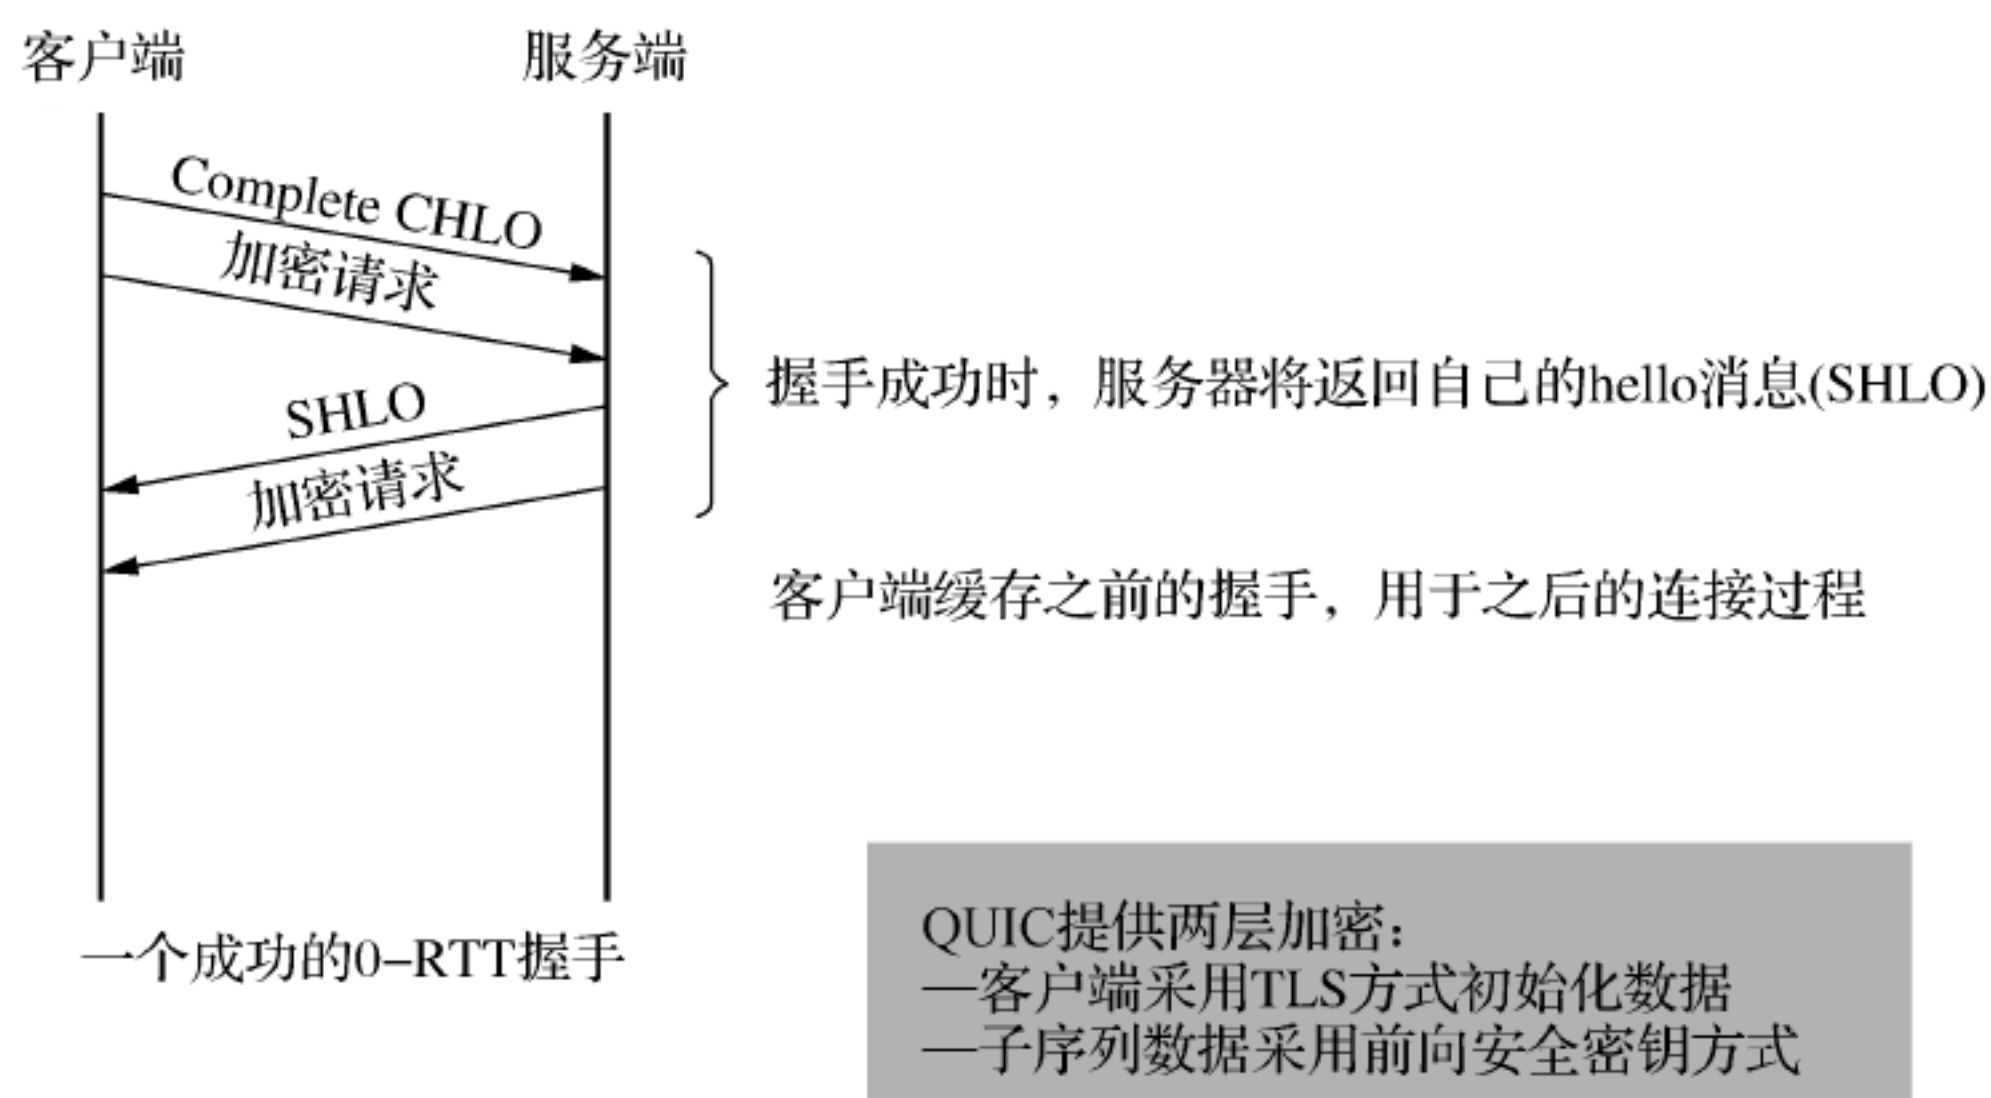 客户端
服务端
Complete CHLO
加密请求
SHLO
加密请求
握手成功时，服务器将返回自己的hello消息(SHLO)
客户端缓存之前的握手，用于之后的连接过程
一个成功的0-RTT握手
QUIC提供两层加密：
—客户端采用TLS方式初始化数据
—子序列数据采用前向安全密钥方式